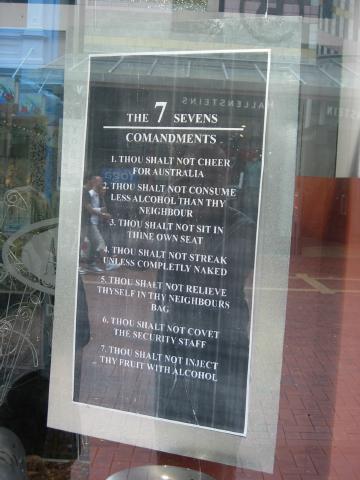 HALLENSTEINS
THE 7 SEVENS
COMANDMENTS
1. THOU SHALT NOT CHEER
FOR AUSTRALIA
2. THOU SHALT NOT CONSUME
LESS ALCOHOL THAN THY
NEIGHBOUR
3. THOU SHALT NOT SIT IN
THINE OWN SEAT
4. THOU SHALT NOT STREAK
UNLESS COMPLETLY NAKED
5. THOU SHALT NOT RELIEVE
THYSELF IN THY NEIGHBOURS
BAG
6. THOU SHALT NOT COVET
THE SECURITY STAFF
7. THOU SHALT NOT INJECT
THY FRUIT WITH ALCOHOL